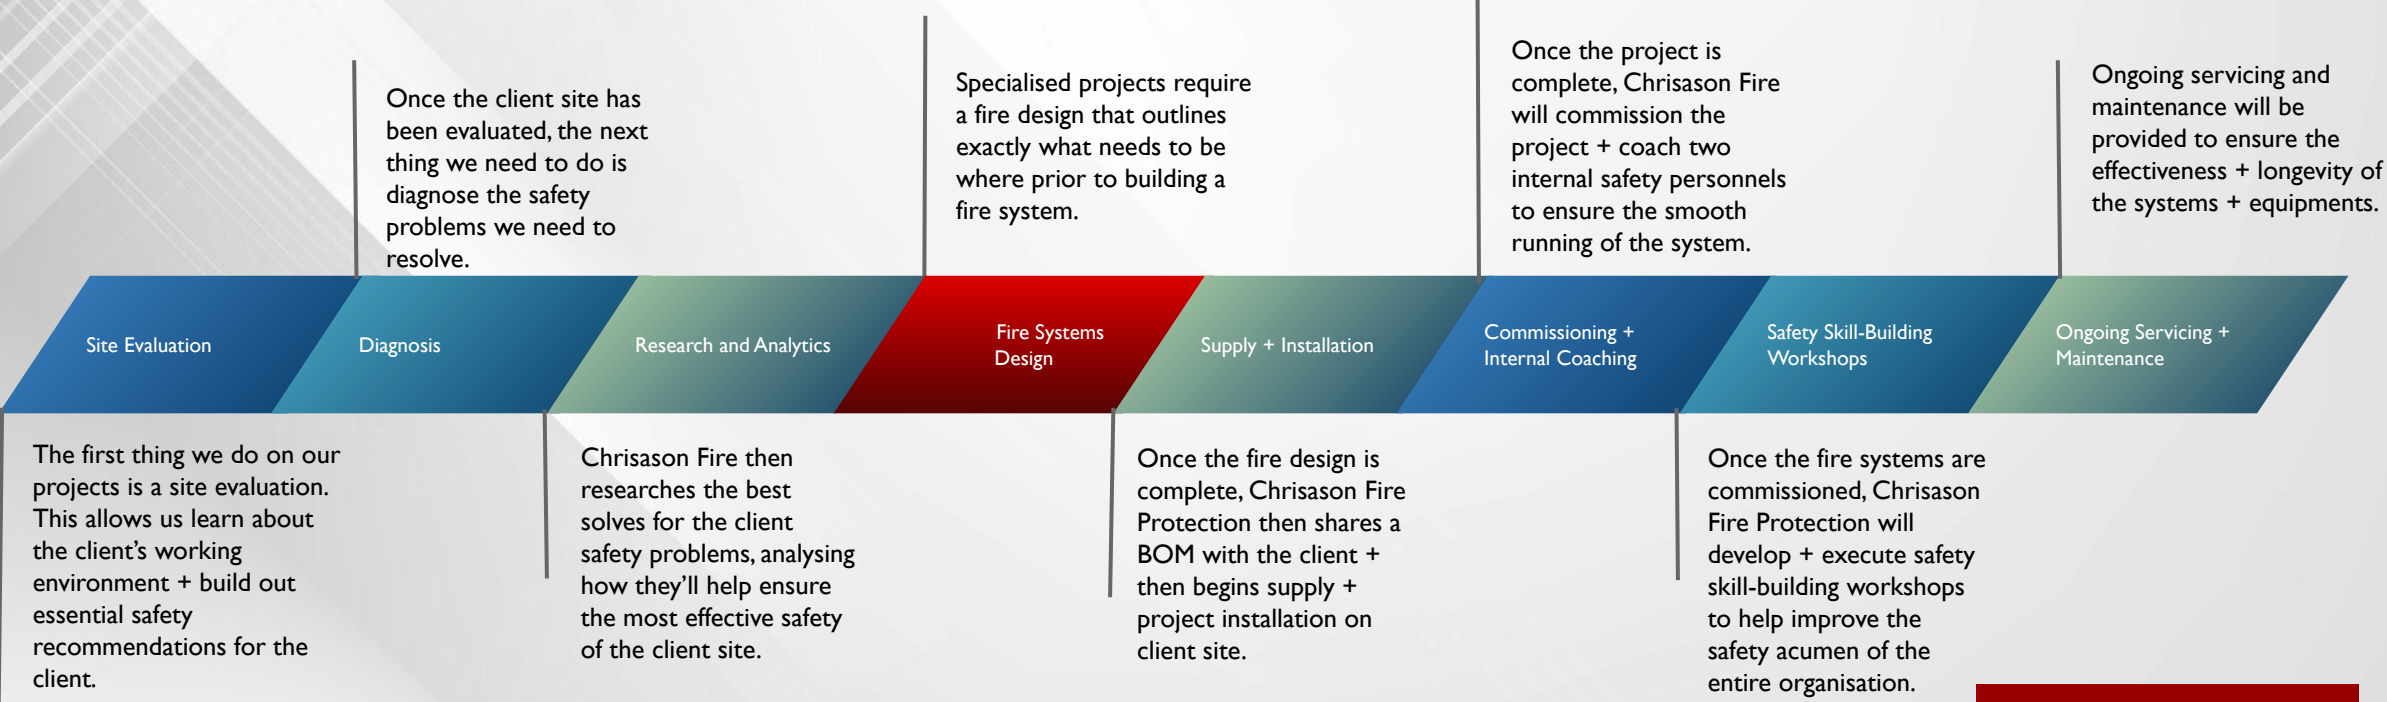 Once the client site has
been evaluated, the next
thing we need to do is
diagnose the safety
problems we need to
resolve.
Specialised projects require
a fire design that outlines
exactly what needs to be
where prior to building a
fire system.
Once the project is
complete, Chrisason Fire
will commission the
project + coach two
internal safety personnels
to ensure the smooth
running of the system.
Ongoing servicing and
maintenance will be
provided to ensure the
effectiveness + longevity of
the systems + equipments.
Site Evaluation
Diagnosis
Research and Analytics
Fire Systems
Design
Supply + Installation
Commissioning +
Internal Coaching
Safety Skill-Building
Workshops
Ongoing Servicing +
Maintenance
The first thing we do on our
projects is a site evaluation.
This allows us learn about
the client’s working
environment + build out
essential safety
recommendations for the
client.
Chrisason Fire then
researches the best
solves for the client
safety problems, analysing
how they’ll help ensure
the most effective safety
of the client site.
Once the fire design is
complete, Chrisason Fire
Protection then shares a
BOM with the client +
then begins supply +
project installation on
client site.
Once the fire systems are
commissioned, Chrisason
Fire Protection will
develop + execute safety
skill-building workshops
to help improve the
safety acumen of the
entire organisation.